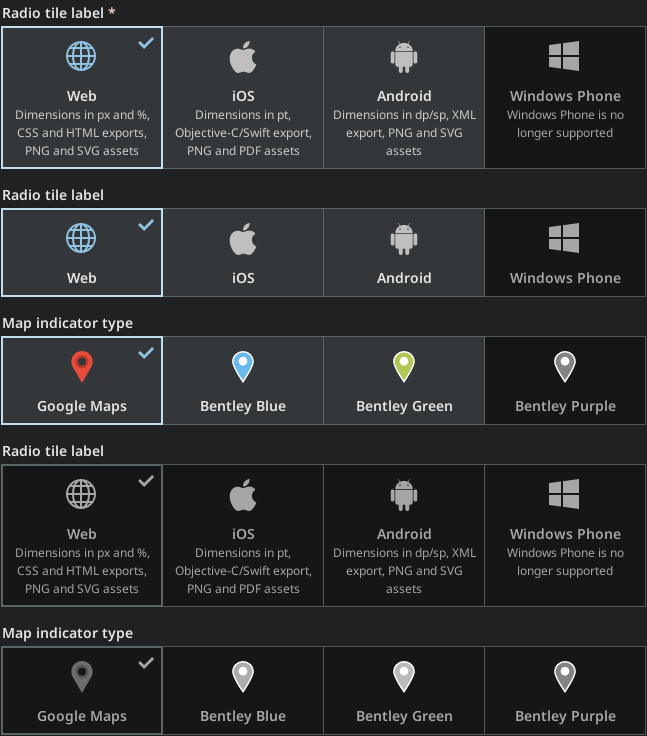 Radio tile label *
Web
Dimensions in px and %,
CSS and HTML exports,
PNG and SVG assets
iOS
Dimensions in pt,
Objective-C/Swift export,
PNG and PDF assets
Android
Dimensions in dp/sp, XML
export, PNG and SVG
assets
Windows Phone
Windows Phone is no
longer supported
Radio tile label
Web
iOS
Android
Windows Phone
Map indicator type
Google Maps
Bentley Blue
Bentley Green
Bentley Purple
Radio tile label
Web
Dimensions in px and %,
CSS and HTML exports,
PNG and SVG assets
iOS
Dimensions in pt,
Objective-C/Swift export,
PNG and PDF assets
Android
Dimensions in dp/sp, XML
export, PNG and SVG
assets
Windows Phone
Windows Phone is no
longer supported
Map indicator type
Google Maps
Bentley Blue
Bentley Green
Bentley Purple